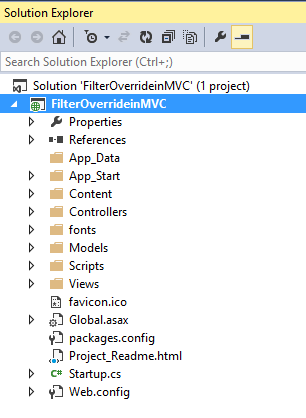 Solution Explorer
Search Solution Explorer (Ctrl+;)
Solution 'FilterOverrideinMVC' (1 project)
FilterOverrideinMVC
Properties
References
App_Data
App_Start
Content
Controllers
fonts
Models
Scripts
Views
favicon.ico
Global.asax
packages.config
Project_Readme.html
C# Startup.cs
Web.config